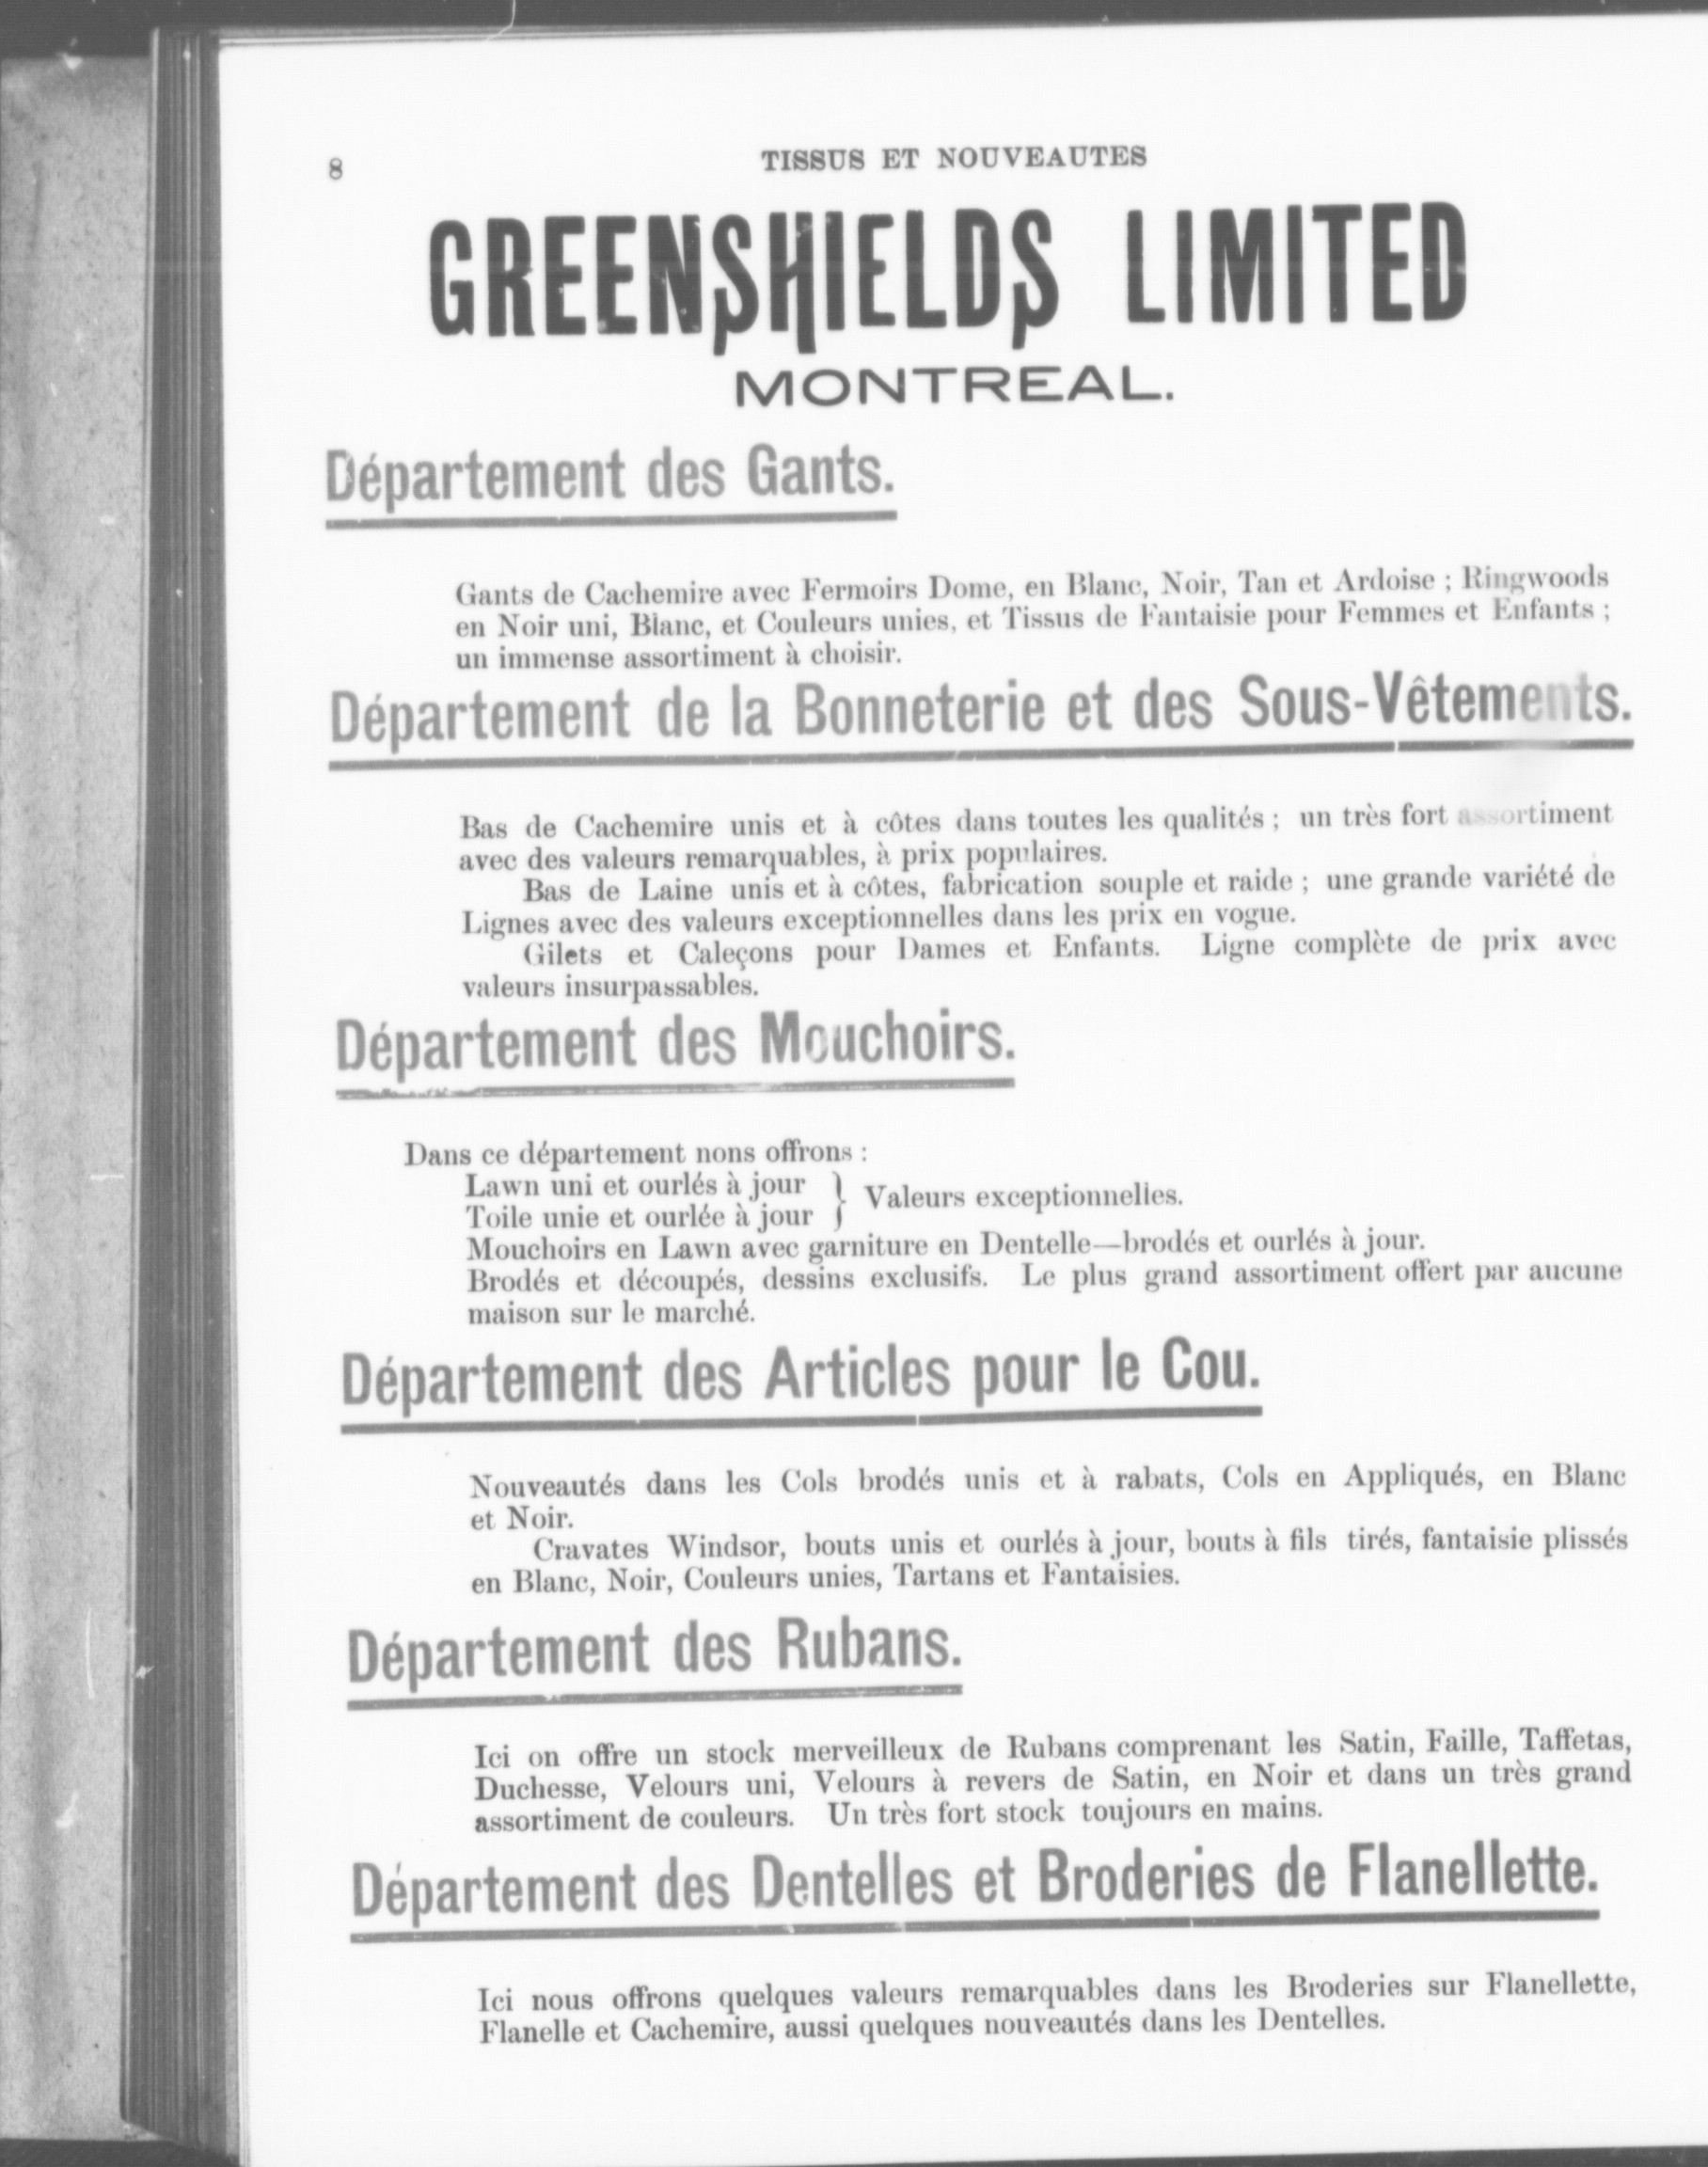 8
TISSUS ET NOUVEAUTES
GREENSHIELDS LIMITED
MONTREAL.
Département des Gants.
Gants de Cachemire avec Fermoirs Dome, en Blanc, Noir, Tan et Ardoise ; Ringwoods
en Noir uni, Blanc, et Couleurs unies, et Tissus de Fantaisie pour Femmes et Enfants ;
un immense assortiment à choisir.
Département de la Bonneterie et des Sous-Vêtements.
Bas de Cachemire unis et à côtes dans toutes les qualités ; un très fort assortiment
avec des valeurs remarquables, à prix populaires.
Bas de Laine unis et à côtes, fabrication souple et raide ; une grande variété de
Lignes avec des valeurs exceptionnelles dans les prix en vogue.
Gilets et Caleçons pour Dames et Enfants. Ligne complète de prix avec
valeurs insurpassables.
Département des Mouchoirs.
Dans ce département nons offrons :
Lawn uni et ourlés à jour
Toile unie et ourlée à jour } Valeurs exceptionnelles.
Mouchoirs en Lawn avec garniture en Dentelle—brodés et ourlés à jour.
Brodés et découpés, dessins exclusifs. Le plus grand assortiment offert par aucune
maison sur le marché.
Département des Articles pour le Cou.
Nouveautés dans les Cols brodés unis et à rabats, Cols en Appliqués, en Blanc
et Noir.
Cravates Windsor, bouts unis et ourlés à jour, bouts à fils tirés, fantaisie plissés
en Blanc, Noir, Couleurs unies, Tartans et Fantaisies.
Département des Rubans.
Ici on offre un stock merveilleux de Rubans comprenant les Satin, Faille, Taffetas,
Duchesse, Velours uni, Velours à revers de Satin, en Noir et dans un très grand
assortiment de couleurs. Un très fort stock toujours en mains.
Département des Dentelles et Broderies de Flanellette.
Ici nous offrons quelques valeurs remarquables dans les Broderies sur Flanellette,
Flanelle et Cachemire, aussi quelques nouveautés dans les Dentelles.